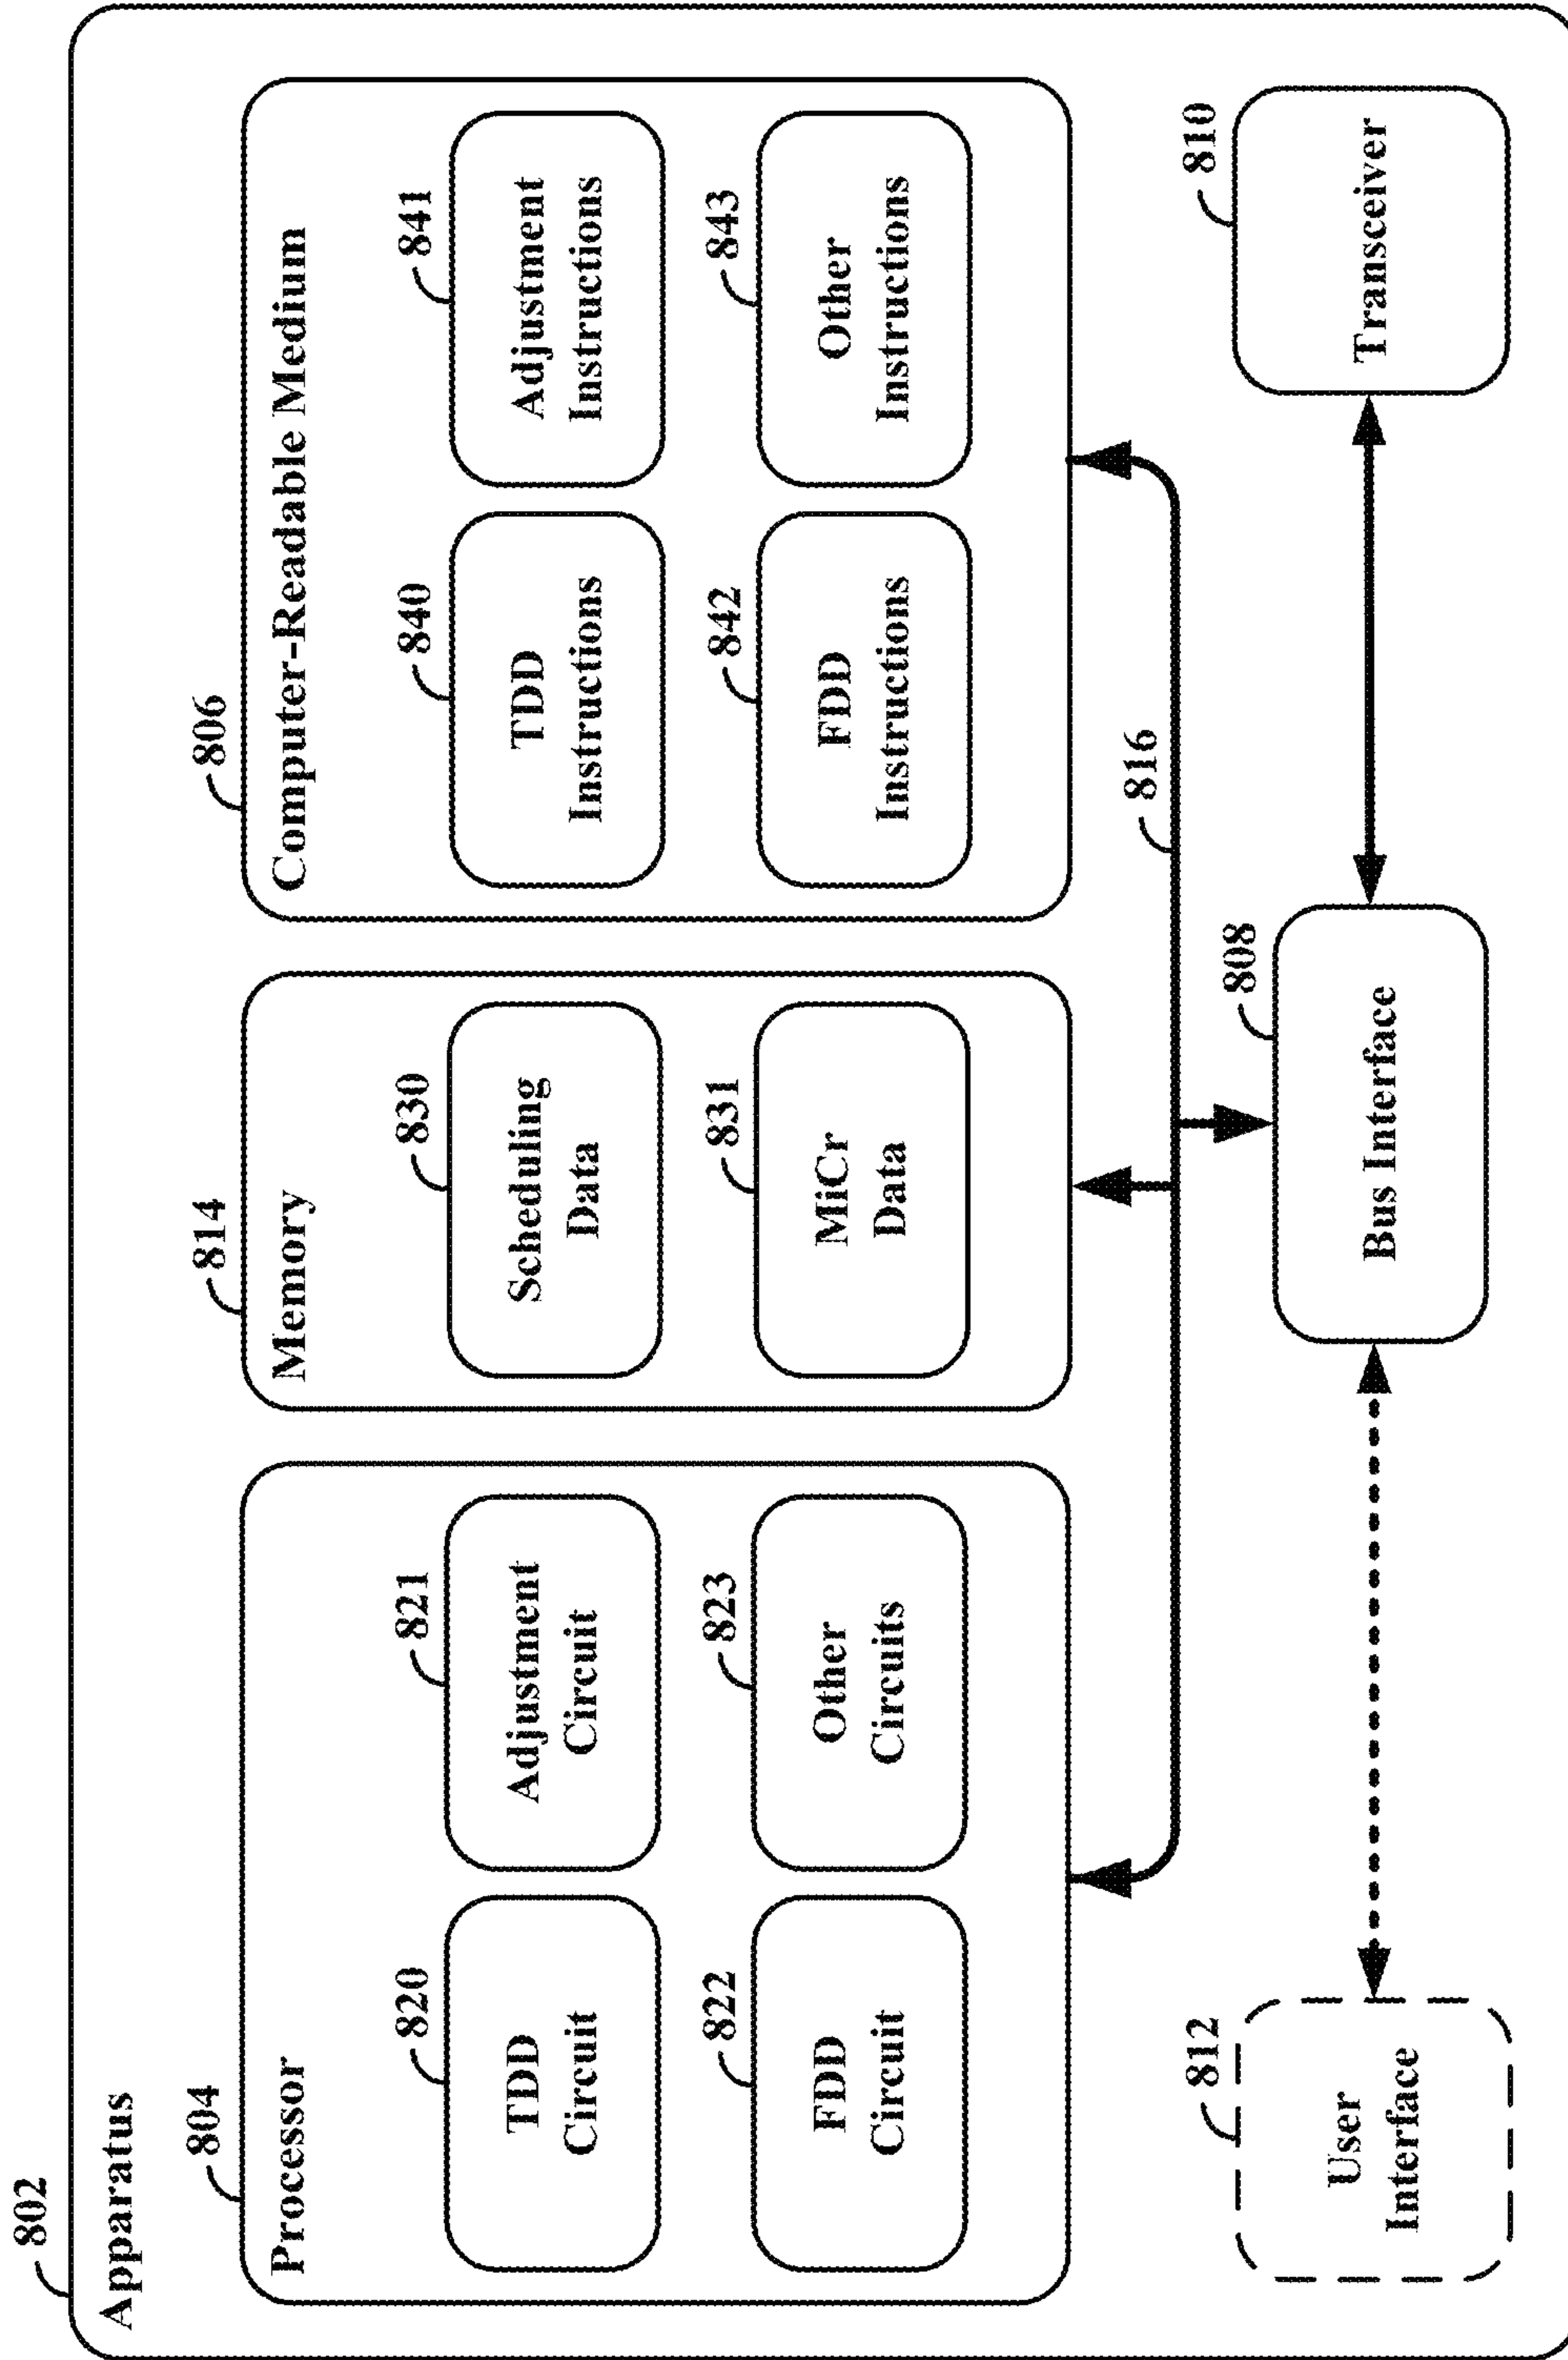 802
Apparatus
804
Processor
820
TDD
Circuit
821
Adjustment
Circuit
822
FDD
Circuit
823
Other
Circuits
814
Memory
830
Scheduling
Data
831
MiCr
Data
806
Computer-Readable Medium
840
TDD
Instructions
841
Adjustment
Instructions
842
FDD
Instructions
843
Other
Instructions
816
812
User
Interface
808
Bus Interface
810
Transceiver